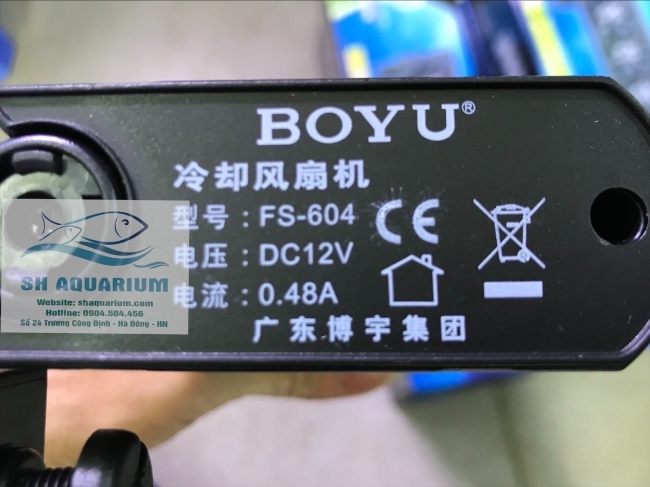 BOYU®
冷却风扇机
型号：FS-604
电压：DC12V
电流：0.48A
CE
广东博宇集团
SH AQUARIUM
Website: shaquarium.com
Hotline: 0904.504.456
Số 24 Trương Công Định - Hà Đông - HN